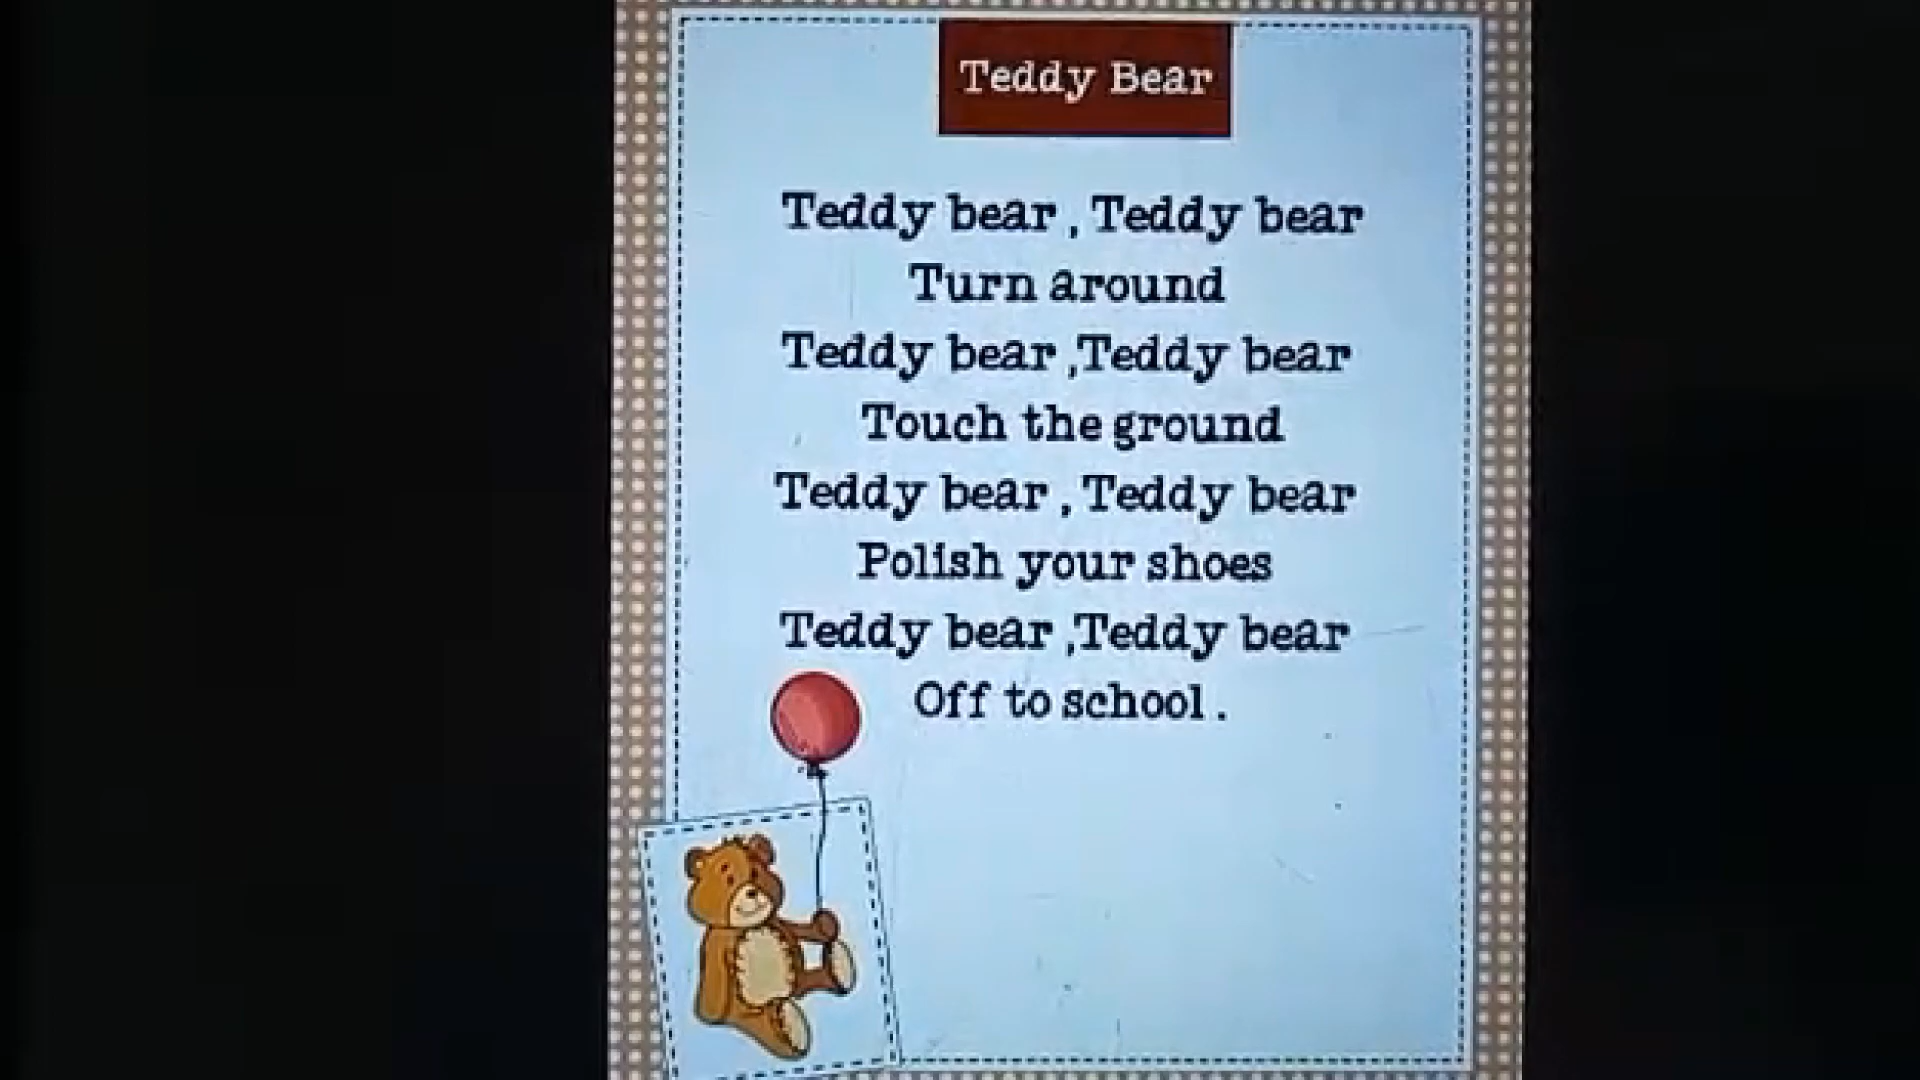 Teddy Bear
Teddy bear , Teddy bear
Turn around
Teddy bear ,Teddy bear
Touch the ground
Teddy bear , Teddy bear
Polish your shoes
Teddy bear ,Teddy bear
Off to school .